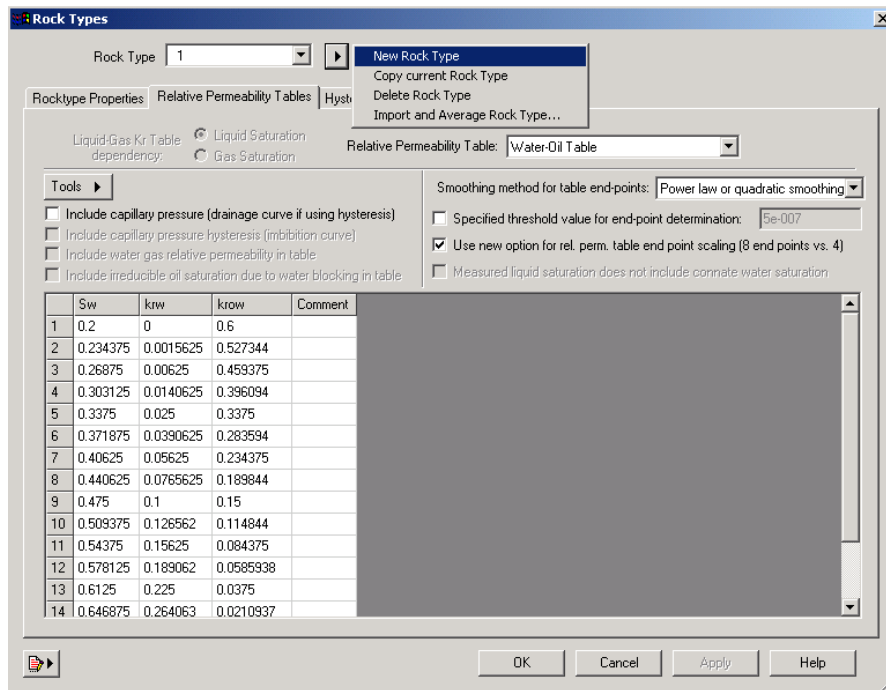 Rock Types
Rock Type 1
New Rock Type
Copy current Rock Type
Delete Rock Type
Import and Average Rock Type...
Rocktype Properties Relative Permeability Tables Hyst
Liquid-Gas Kr Table dependency:
Liquid Saturation
Gas Saturation
Relative Permeability Table: Water-Oil Table
Tools
Smoothing method for table end-points: Power law or quadratic smoothing
Include capillary pressure (drainage curve if using hysteresis)
Include capillary pressure hysteresis (imbibition curve)
Include water gas relative permeability in table
Include irreducible oil saturation due to water blocking in table
Specified threshold value for end-point determination: 5e-007
Use new option for rel. perm. table end point scaling (8 end points vs. 4)
Measured liquid saturation does not include connate water saturation
Sw krw krow Comment
1 0.2 0 0.6
2 0.234375 0.0015625 0.527344
3 0.26875 0.00625 0.459375
4 0.303125 0.0140625 0.396094
5 0.3375 0.025 0.3375
6 0.371875 0.0390625 0.283594
7 0.40625 0.05625 0.234375
8 0.440625 0.0765625 0.189844
9 0.475 0.1 0.15
10 0.509375 0.126562 0.114844
11 0.54375 0.15625 0.084375
12 0.578125 0.189062 0.0585938
13 0.6125 0.225 0.0375
14 0.646875 0.264063 0.0210937
OK Cancel Apply Help